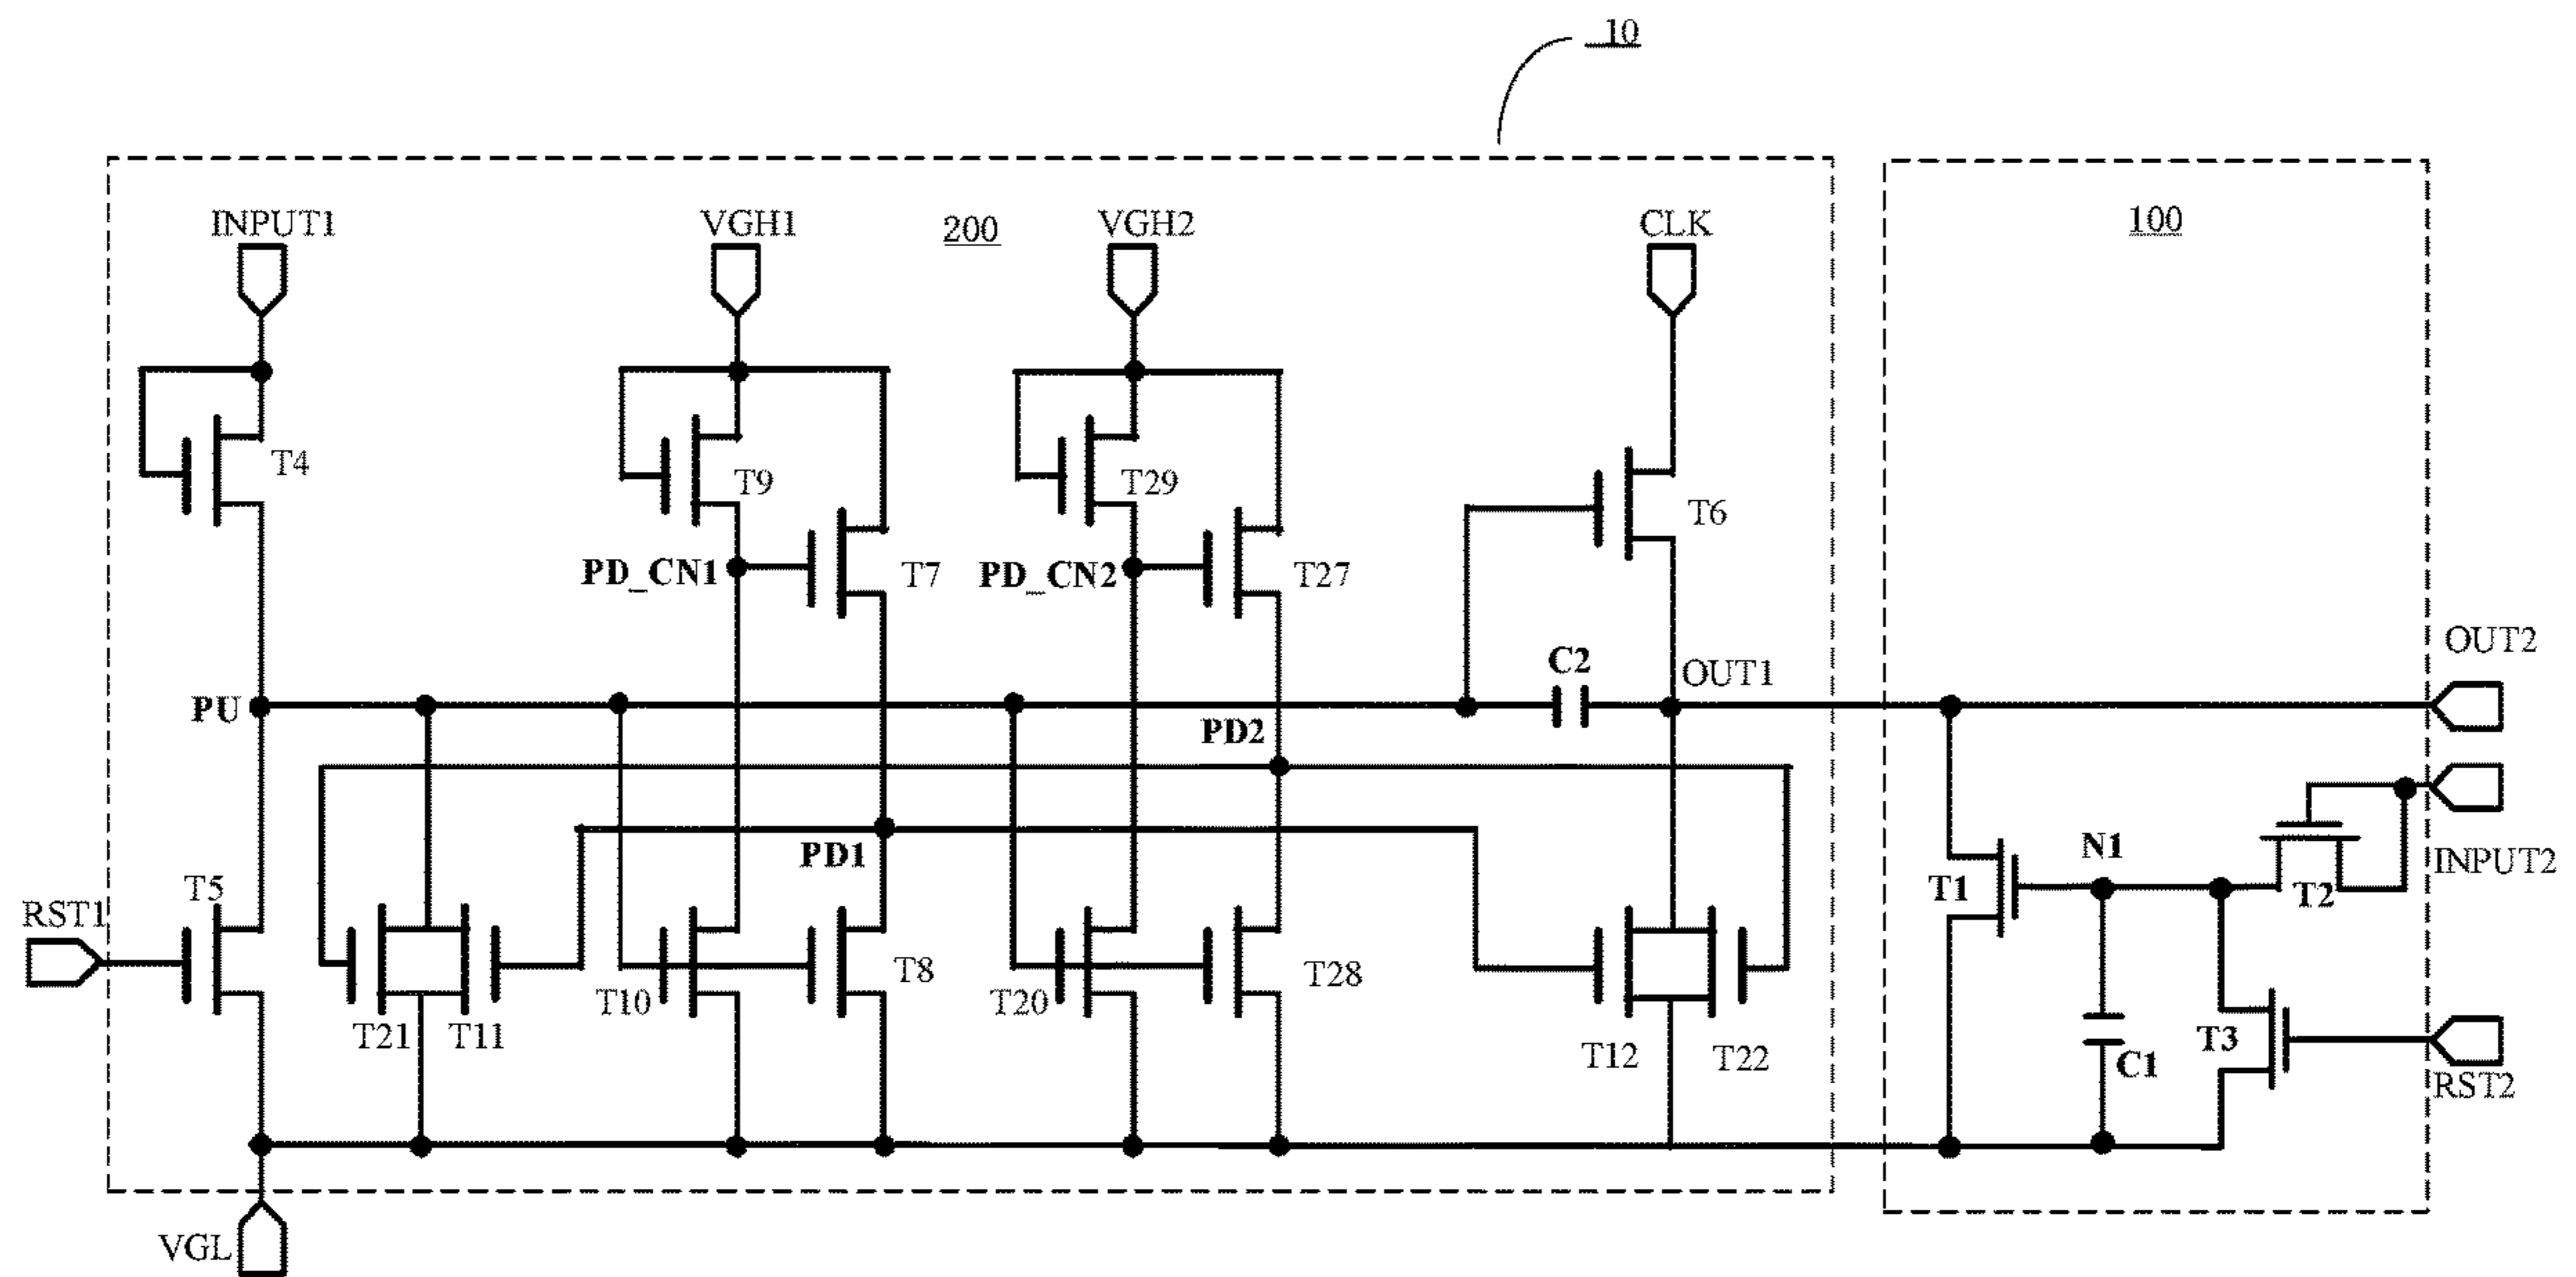 10
INPUT1
VGH1
200
VGH2
CLK
100
T4
T9
T29
T6
PD_CN1
T7
PD_CN2
T27
OUT2
C2
OUT1
PU
PD2
PD1
N1
INPUT2
T1
T2
T5
RST1
T10
T8
T20
T28
T21
T11
T12
T22
T3
C1
RST2
VGL